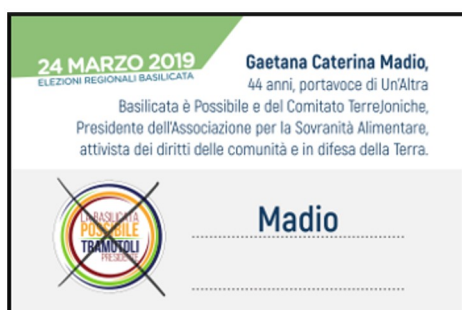 24 MARZO 2019
ELEZIONI REGIONALI BASILICATA
Gaetana Caterina Madio,
44 anni, portavoce di Un'Altra
Basilicata è Possibile e del Comitato TerreJoniche,
Presidente dell'Associazione per la Sovranità Alimentare,
attivista dei diritti delle comunità e in difesa della Terra.
LA BASILICATA
POSSIBILE
TRAMUTOLI
PRESIDENTE
Madio